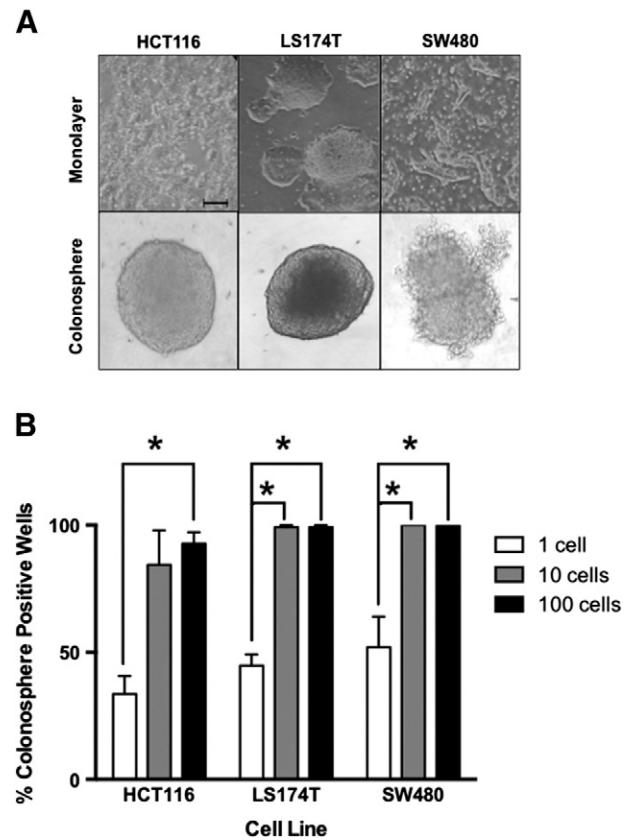 A
HCT116 LS174T SW480
Monolayer
Colonosphere
B
* * *
* *
% Colonosphere Positive Wells
100
50
0
1 cell
10 cells
100 cells
HCT116 LS174T SW480
Cell Line